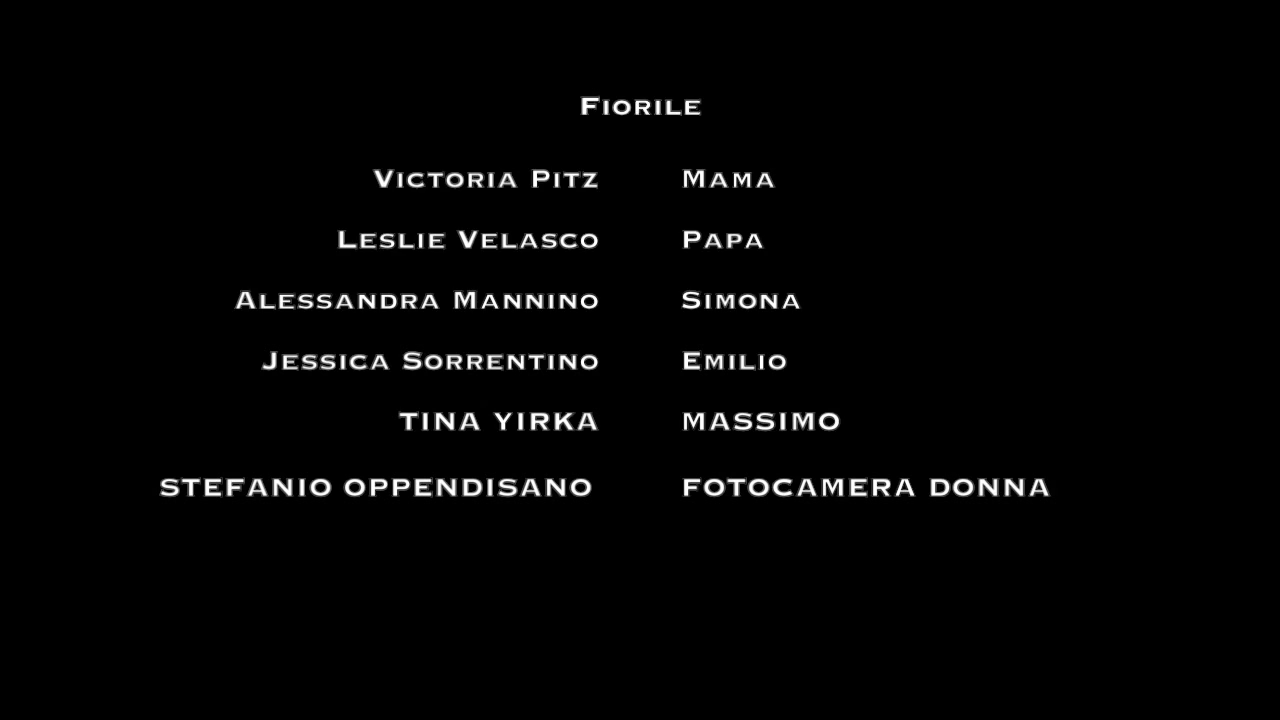 Fiorile
Victoria Pitz Mama
Leslie Velasco Papa
Alessandra Mannino Simona
Jessica Sorrentino Emilio
TINA YIRKA MASSIMO
STEFANIO OPPENDISANO FOTOCAMERA DONNA